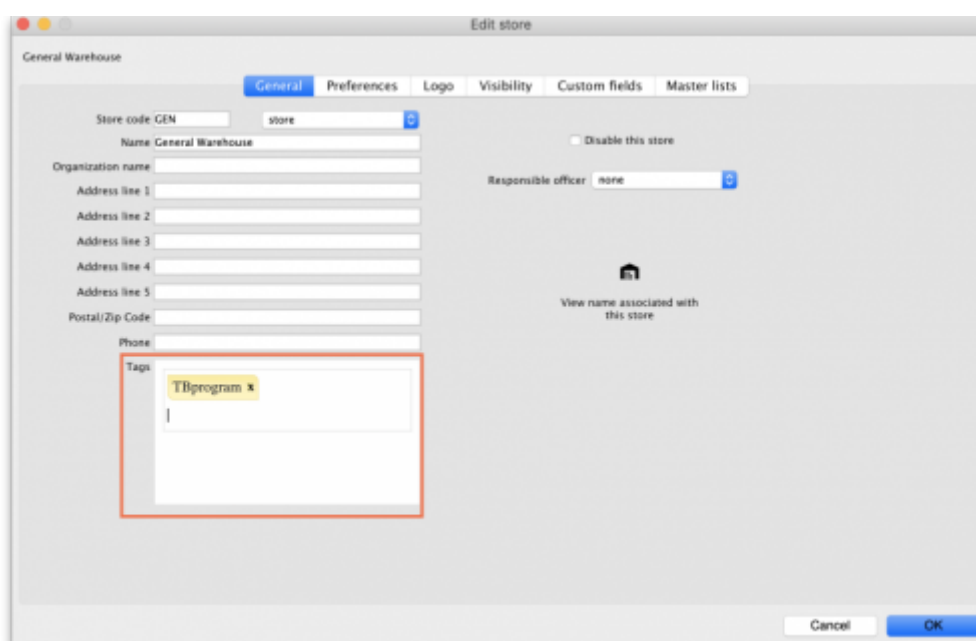 Edit store
General Warehouse
General Preferences Logo Visibility Custom fields Master lists
Store code GEN store
Disable this store
Name General Warehouse
Organization name
Responsible officer none
Address line 1
Address line 2
Address line 3
Address line 4
Address line 5
View name associated with
this store
Postal/Zip Code
Phone
Tags
TBprogram x
Cancel OK